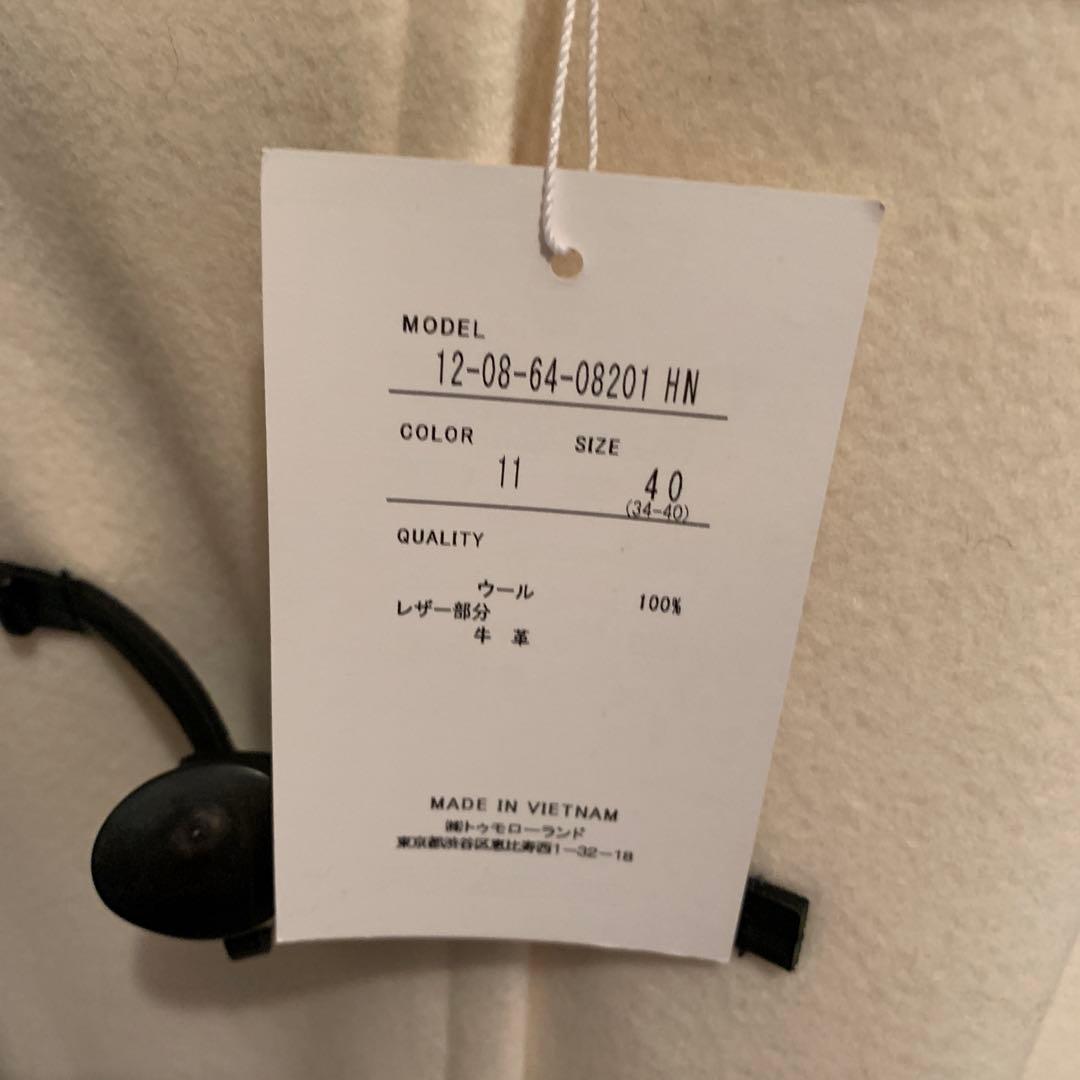 MODEL
12-08-64-08201 HN
COLOR SIZE
11 40
(34-40)
QUALITY
ウール 100%
レザー部分
牛 革
MADE IN VIETNAM
㈱トゥモローランド
東京都渋谷区恵比寿西1-32-18